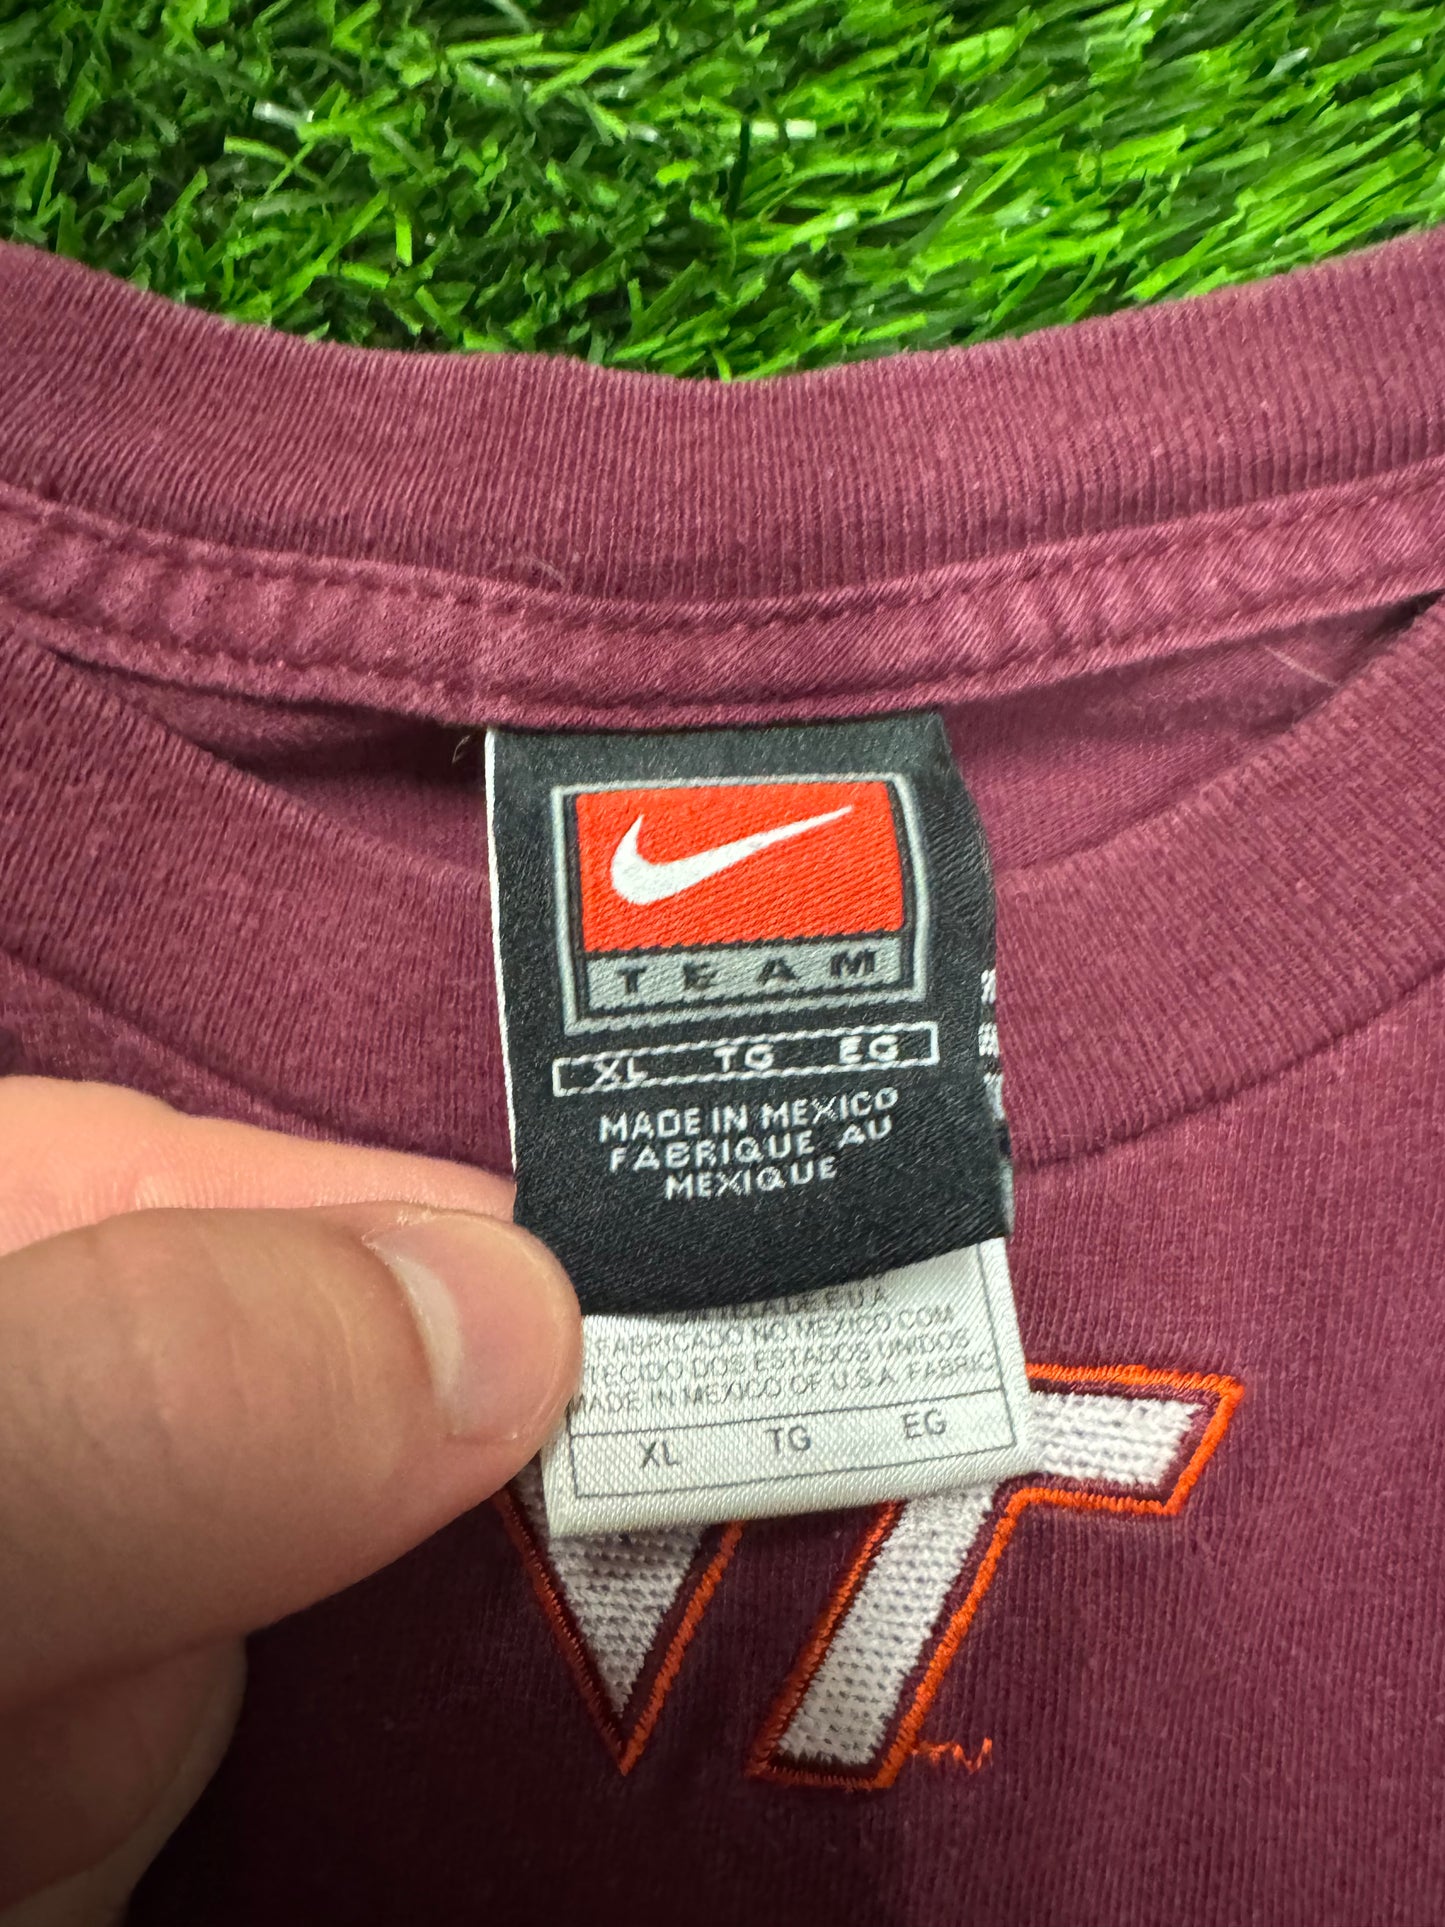 TEAM
XL TG EG
MADE IN MEXICO
FABRIQUE AU
MEXIQUE
DE E.U.A.
FABRICADO NO MEXICO COM
TECIDO DOS ESTADOS UNIDOS
MADE IN MEXICO OF U.S.A. FABRIC
XL TG EG
VT